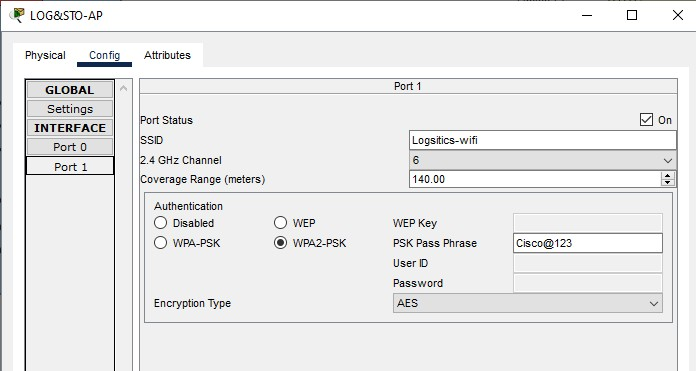 LOG&STO-AP
Physical Config Attributes
GLOBAL
Settings
INTERFACE
Port 0
Port 1
Port 1
Port Status On
SSID Logsitics-wifi
2.4 GHz Channel 6
Coverage Range (meters) 140.00
Authentication
Disabled WEP WEP Key
WPA-PSK WPA2-PSK PSK Pass Phrase Cisco@123
User ID
Password
Encryption Type AES